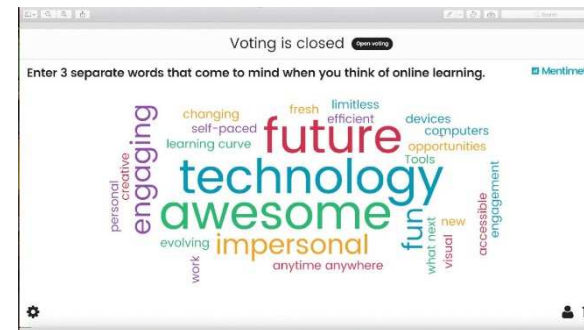 Search
Voting is closed Open voting
Enter 3 separate words that come to mind when you think of online learning.
Mentimet
changing
fresh
limitless
efficient
devices
self-paced
computers
learning curve
future
opportunities
Tools
technology
engaging
creative
personal
awesome
fun
what next
new
visual
accessible
engagement
evolving
impersonal
work
anytime anywhere